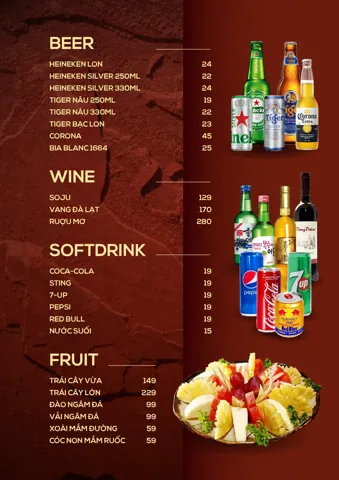 BEER
HEINEKEN LON 24
HEINEKEN SILVER 250ML 22
HEINEKEN SILVER 330ML 24
TIGER NÂU 250ML 19
TIGER NÂU 330ML 22
TIGER BẠC LON 23
CORONA 45
BIA BLANC 1664 25
WINE
SOJU 129
VANG ĐÀ LẠT 170
RƯỢU MƠ 280
SOFTDRINK
COCA-COLA 19
STING 19
7-UP 19
PEPSI 19
RED BULL 19
NƯỚC SUỐI 15
pepsi
Coca-Cola
7up
FRUIT
TRÁI CÂY VỪA 149
TRÁI CÂY LỚN 229
ĐÀO NGÂM ĐÁ 99
VẢI NGÂM ĐÁ 99
XOÀI MẮM ĐƯỜNG 59
CÓC NON MẮM RUỐC 59